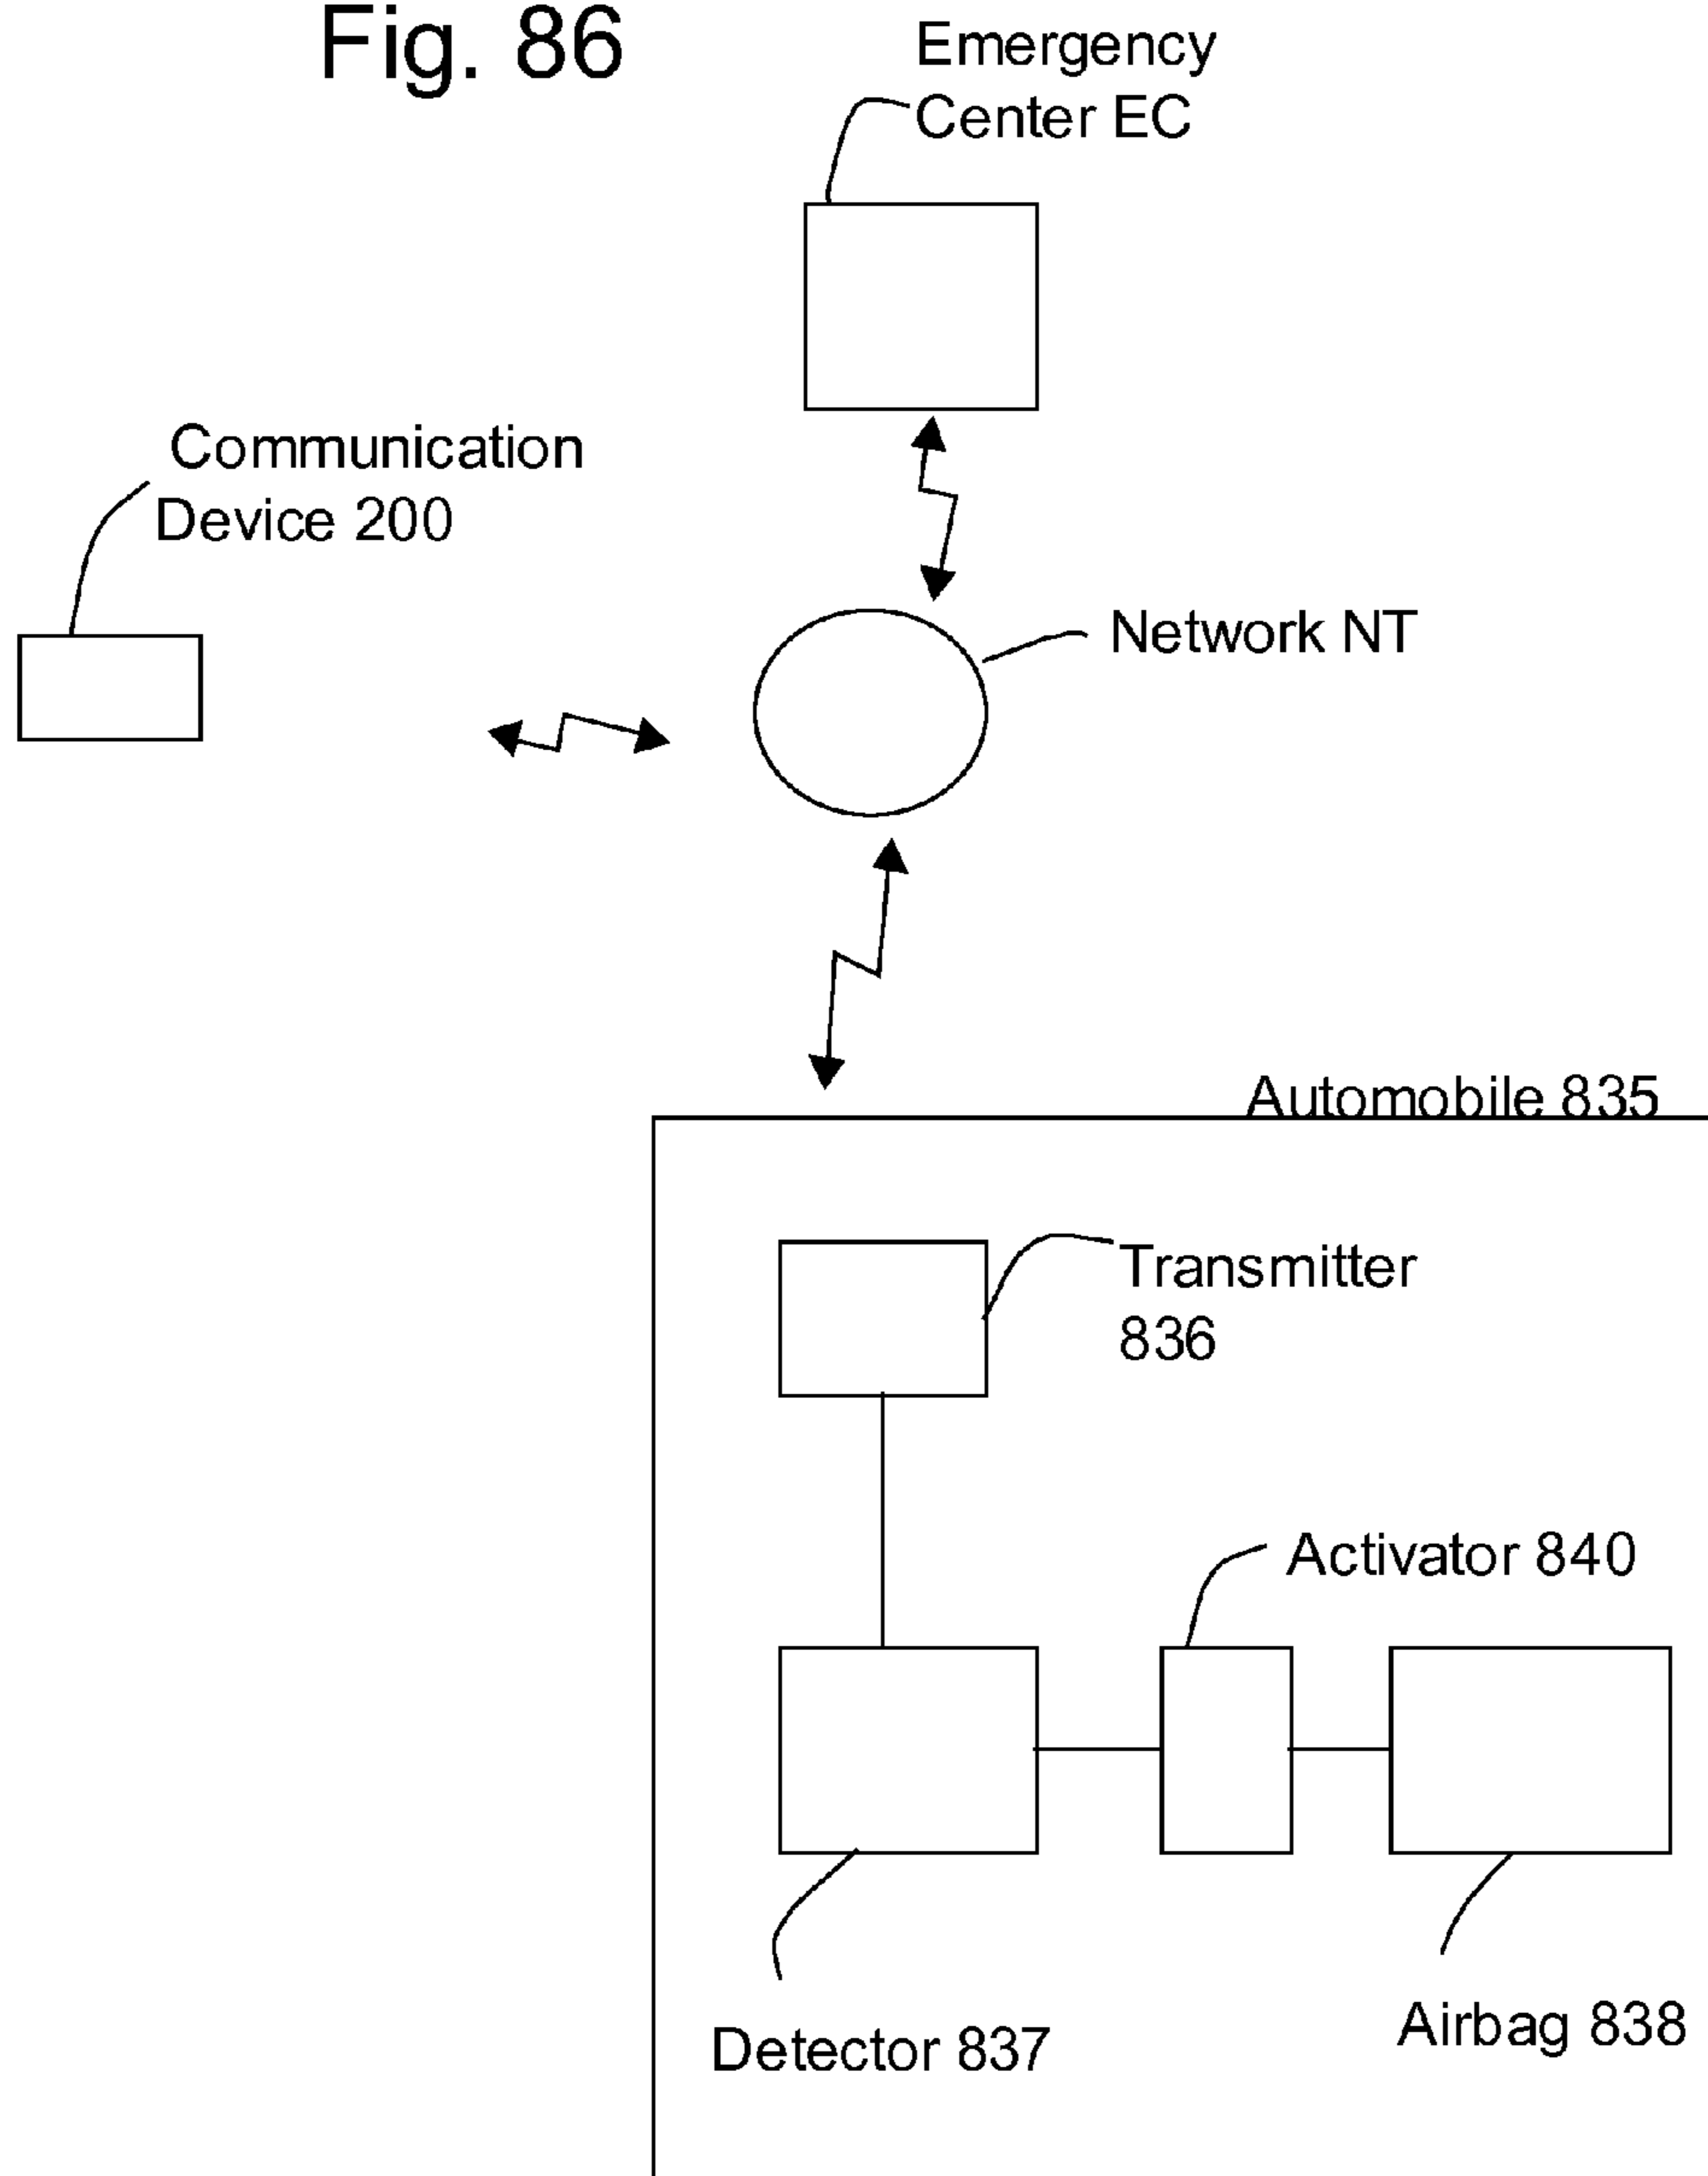 Fig. 86
Emergency
Center EC
Communication
Device 200
Network NT
Automobile 835
Transmitter
836
Activator 840
Airbag 838
Detector 837